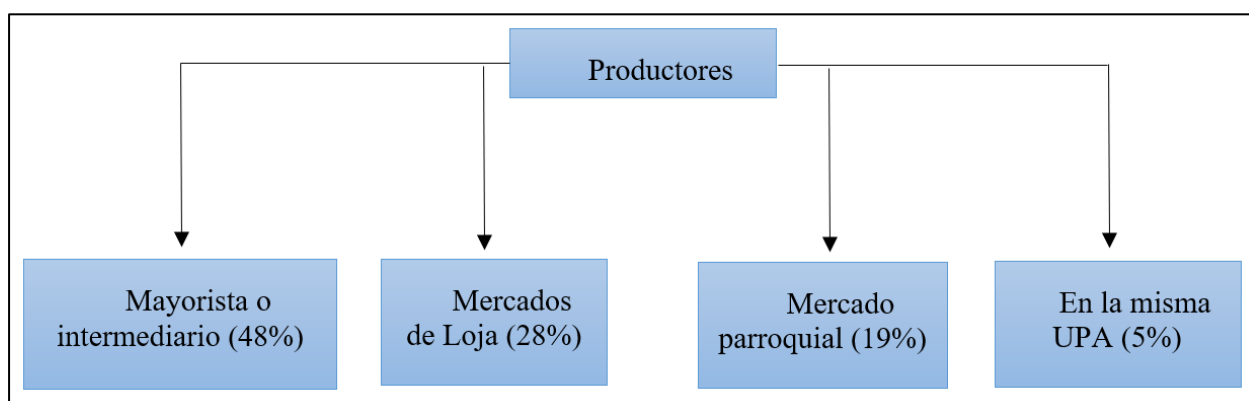 Productores
Mayorista o
intermediario (48%)
Mercados
de Loja (28%)
Mercado
parroquial (19%)
En la misma
UPA (5%)